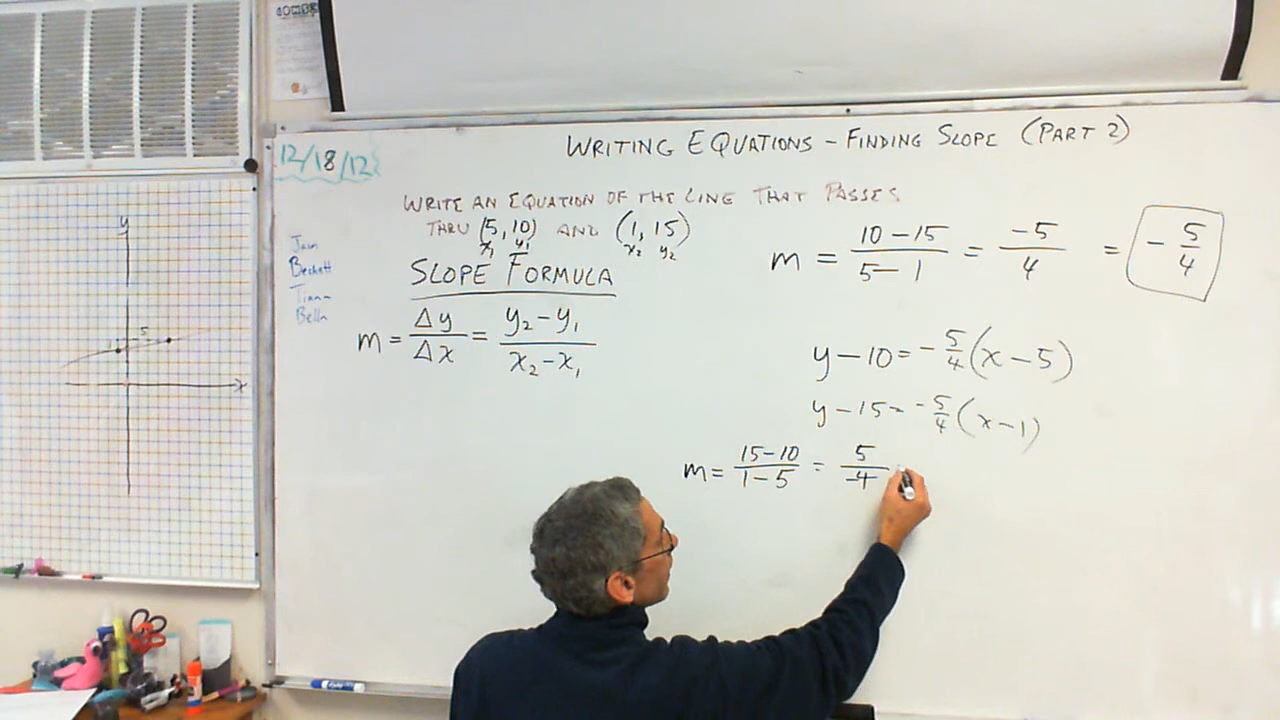 12/18/12
WRITING EQUATIONS - FINDING SLOPE (PART 2)
WRITE AN EQUATION OF THE LINE THAT PASSES
THRU (5, 10) AND (1, 15)
x₁ y₁ x₂ y₂
SLOPE FORMULA
m = Δy/Δx = y₂-y₁/x₂-x₁
m = 10-15/5-1 = -5/4 = -5/4
y-10 = -5/4(x-5)
y-15 = -5/4(x-1)
m = 15-10/1-5 = 5/-4
Beckett
Tiana
Bella
y
5
1
x